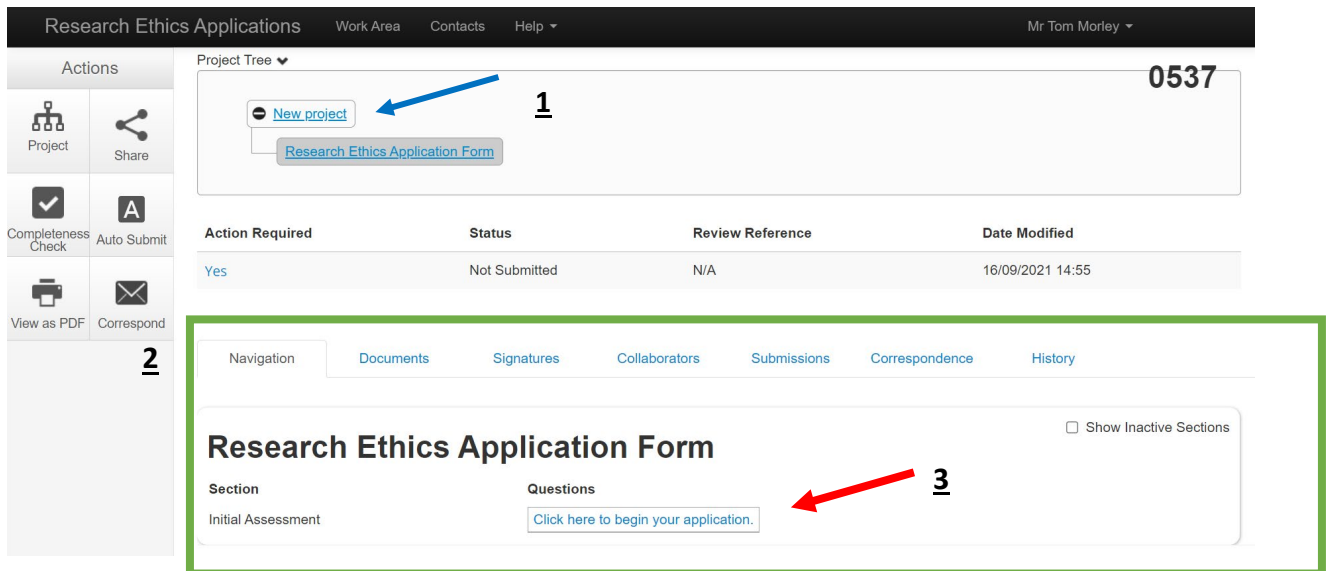 Research Ethics Applications Work Area Contacts Help Mr Tom Morley
Actions
Project
Share
Completeness Check
Auto Submit
View as PDF
Correspond
2
Project Tree
0537
New project
1
Research Ethics Application Form
Action Required Status Review Reference Date Modified
Yes Not Submitted N/A 16/09/2021 14:55
Navigation Documents Signatures Collaborators Submissions Correspondence History
Show Inactive Sections
Research Ethics Application Form
Section Questions
3
Initial Assessment Click here to begin your application.